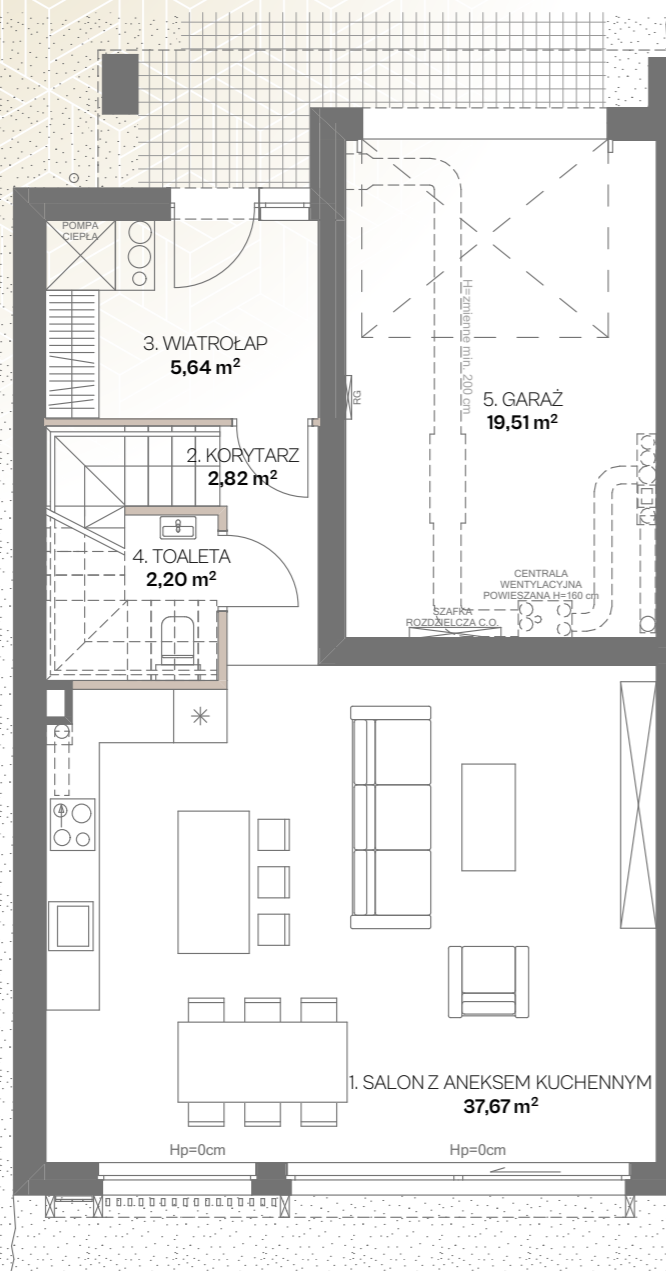 POMPA
CIEPŁA
3. WIATROŁAP
5,64 m²
H=zmienne min. 200 cm
RG
5. GARAŻ
19,51 m²
2. KORYTARZ
2,82 m²
4. TOALETA
2,20 m²
CENTRALA
WENTYLACYJNA
POWIESZANA H=160 cm
SZAFKA
ROZDZIELCZA C.O.
1. SALON Z ANEKSEM KUCHENNYM
37,67 m²
Hp=0cm
Hp=0cm